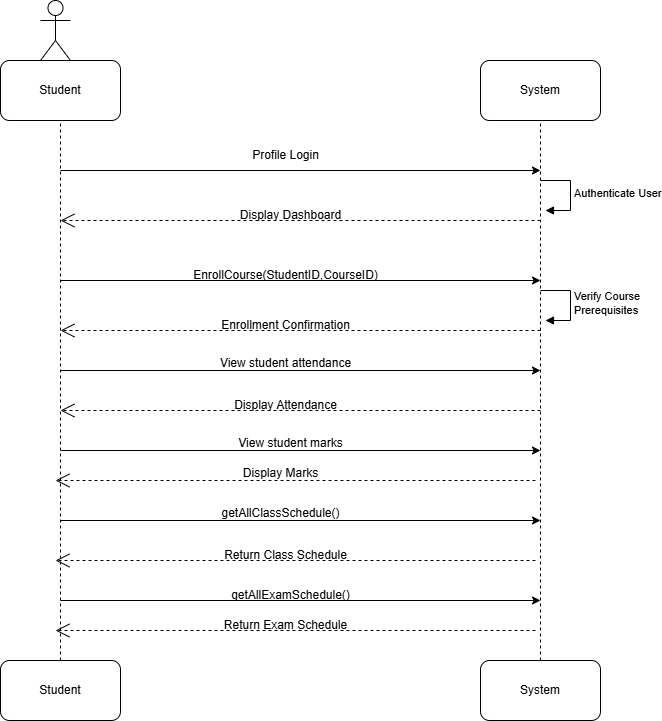 Student
System
Profile Login
Authenticate User
Display Dashboard
EnrollCourse(StudentID,CourseID)
Verify Course
Prerequisites
Enrollment Confirmation
View student attendance
Display Attendance
View student marks
Display Marks
getAllClassSchedule()
Return Class Schedule
getAllExamSchedule()
Return Exam Schedule
Student
System